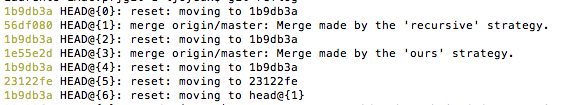 1b9db3a HEAD@{0}: reset: moving to 1b9db3a
56df080 HEAD@{1}: merge origin/master: Merge made by the 'recursive' strategy.
1b9db3a HEAD@{2}: reset: moving to 1b9db3a
1e55e2d HEAD@{3}: merge origin/master: Merge made by the 'ours' strategy.
1b9db3a HEAD@{4}: reset: moving to 1b9db3a
23122fe HEAD@{5}: reset: moving to 23122fe
1b9db3a HEAD@{6}: reset: moving to head@{1}